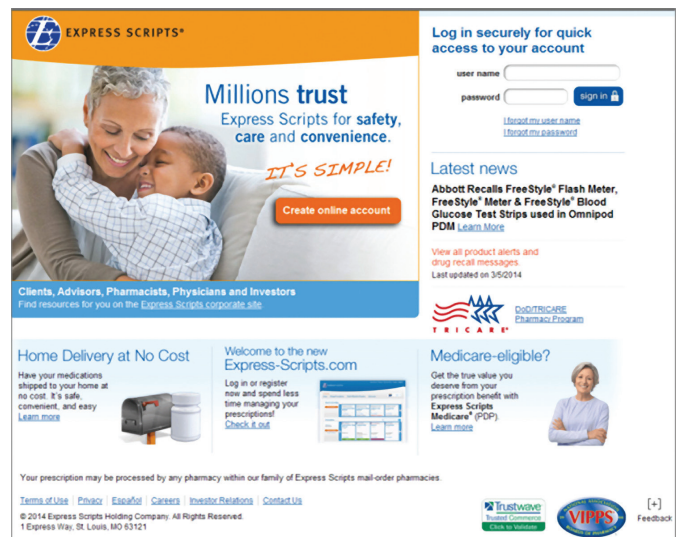 EXPRESS SCRIPTS®
Millions trust
Express Scripts for safety,
care and convenience.
IT'S SIMPLE!
Create online account
Clients, Advisors, Pharmacists, Physicians and Investors
Find resources for you on the Express Scripts corporate site
Log in securely for quick
access to your account
user name
password
sign in
I forgot my user name
I forgot my password
Latest news
Abbott Recalls FreeStyle® Flash Meter,
FreeStyle® Meter & FreeStyle® Blood
Glucose Test Strips used in Omnipod
PDM Learn More
View all product alerts and
drug recall messages
Last updated on 3/5/2014
TRICARE
DoD/TRICARE
Pharmacy Program
Home Delivery at No Cost
Have your medications
shipped to your home at
no cost. It's safe,
convenient, and easy
Learn more
Welcome to the new
Express-Scripts.com
Log in or register
now and spend less
time managing your
prescriptions!
Check it out
Medicare-eligible?
Get the true value you
deserve from your
prescription benefit with
Express Scripts
Medicare® (PDP).
Learn more
Your prescription may be processed by any pharmacy within our family of Express Scripts mail-order pharmacies.
Terms of Use | Privacy | Español | Careers | Investor Relations | Contact Us
© 2014 Express Scripts Holding Company. All Rights Reserved.
1 Express Way, St. Louis, MO 63121
Trustwave
Trusted Commerce
Click to Validate
VIPPS
[+]
Feedback